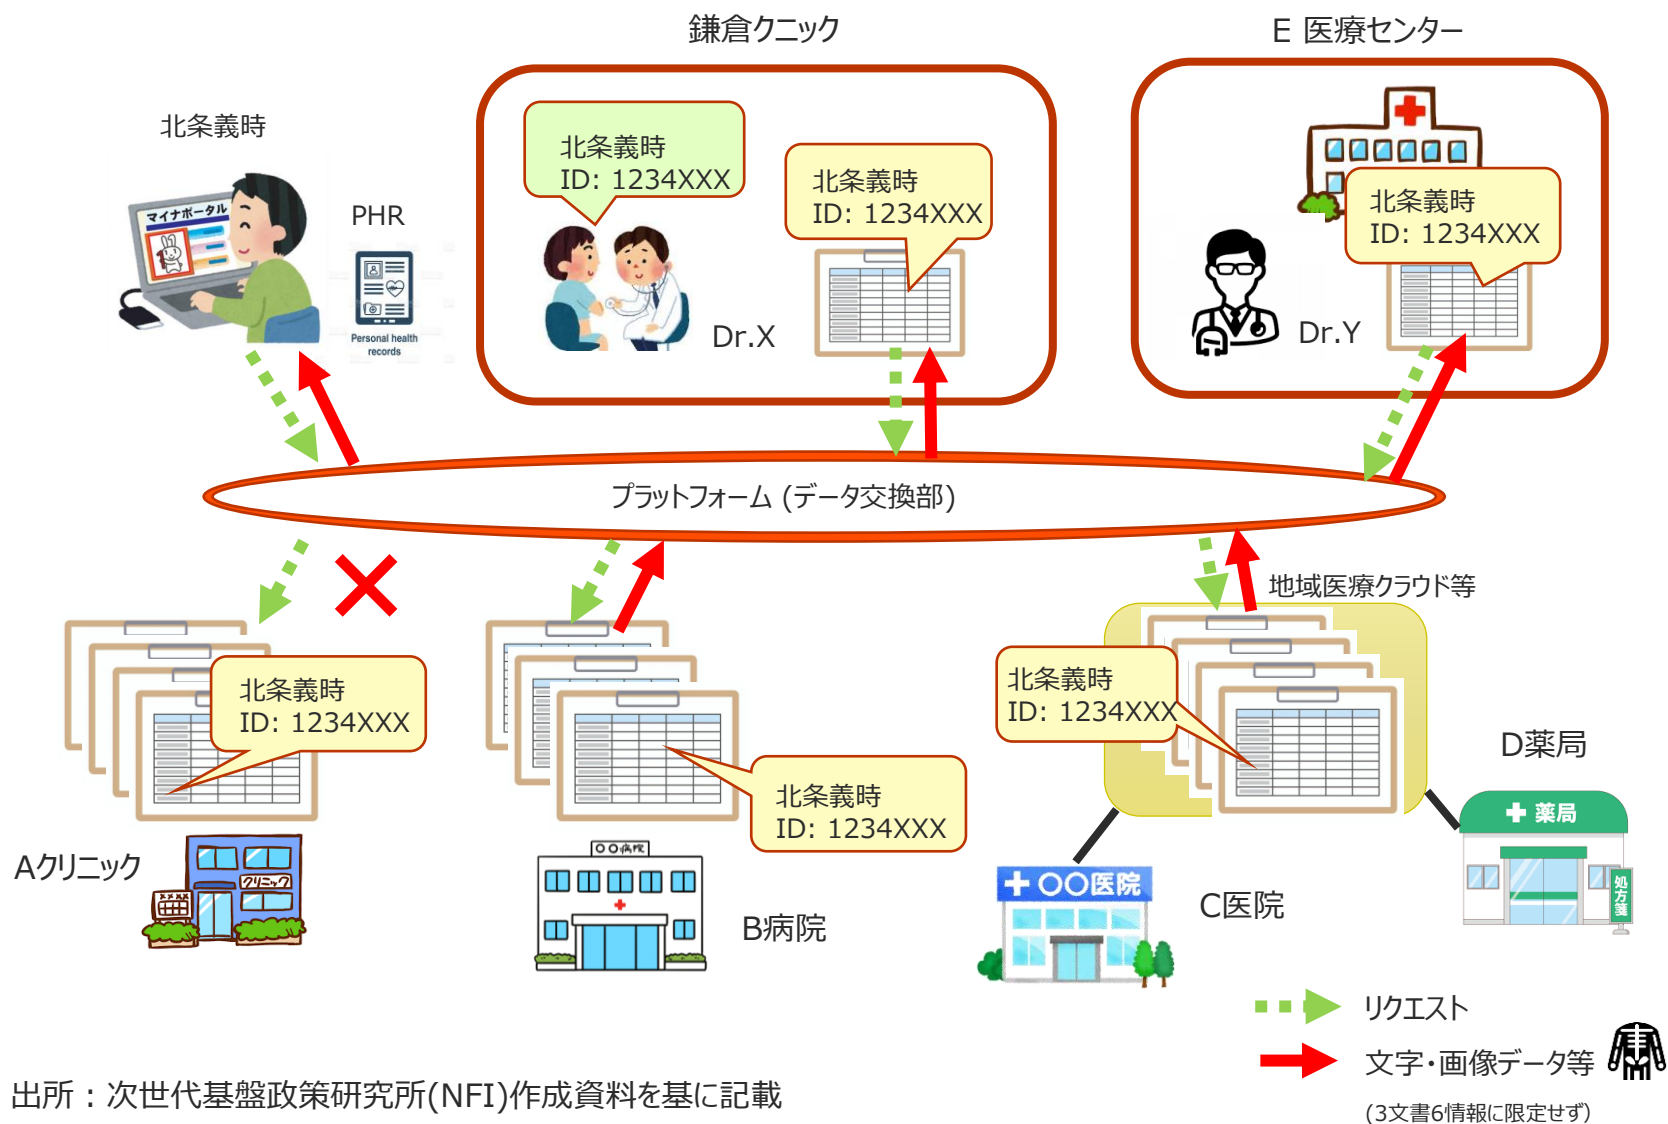 鎌倉クニック
E 医療センター
北条義時
マイナポータル
PHR
Personal health
records
北条義時
ID: 1234XXX
北条義時
ID: 1234XXX
Dr.X
北条義時
ID: 1234XXX
Dr.Y
プラットフォーム (データ交換部)
地域医療クラウド等
北条義時
ID: 1234XXX
北条義時
ID: 1234XXX
北条義時
ID: 1234XXX
Aクリニック
クリニック
○○病院
B病院
○○医院
C医院
D薬局
薬局
処方箋
リクエスト
文字・画像データ等
(3文書6情報に限定せず)
出所：次世代基盤政策研究所(NFI)作成資料を基に記載